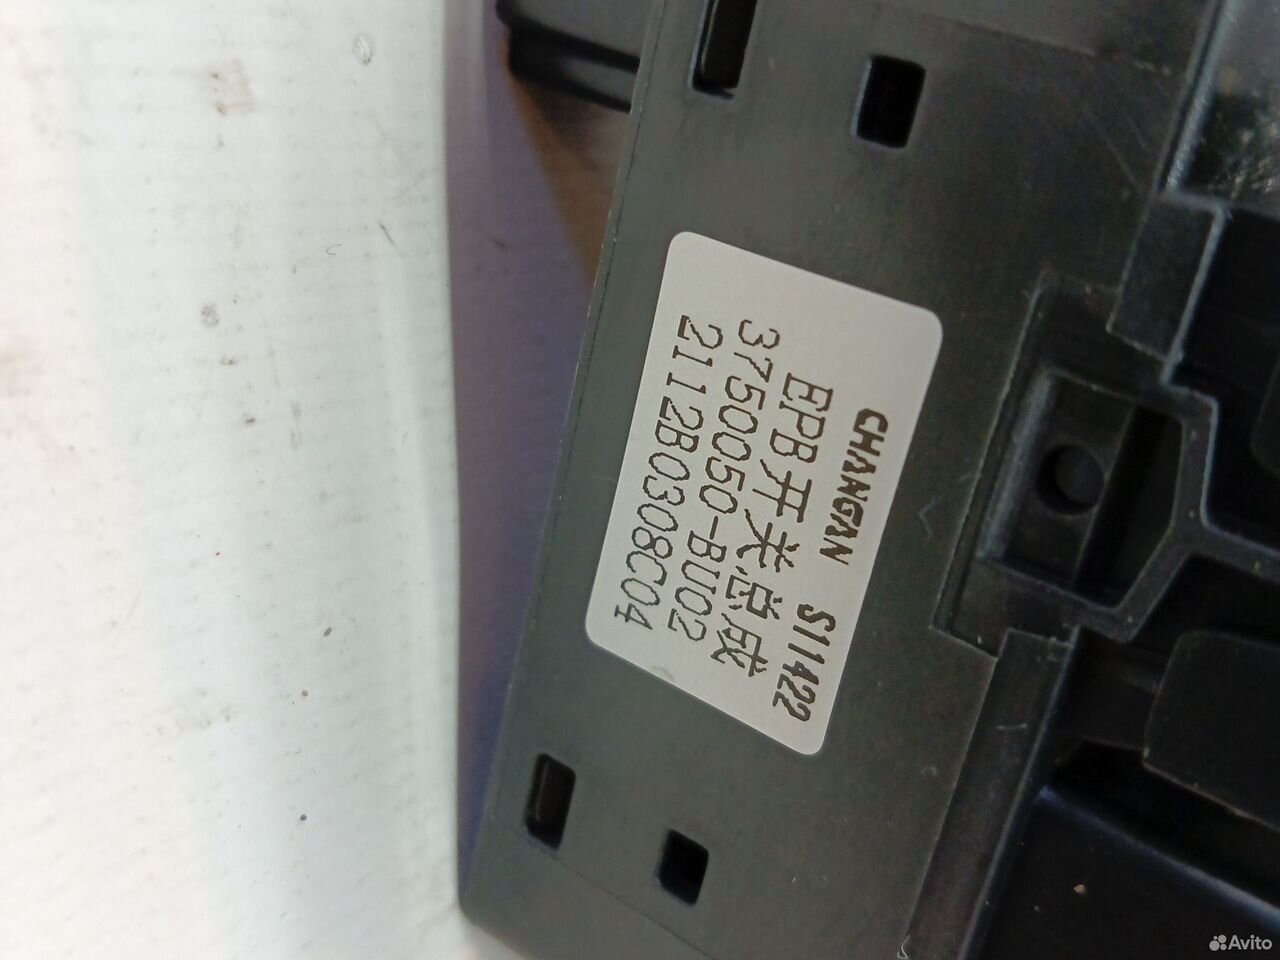 CHANGAN S11422
EPB开关总成
3750050-BU02
2112B0308C04
Avito